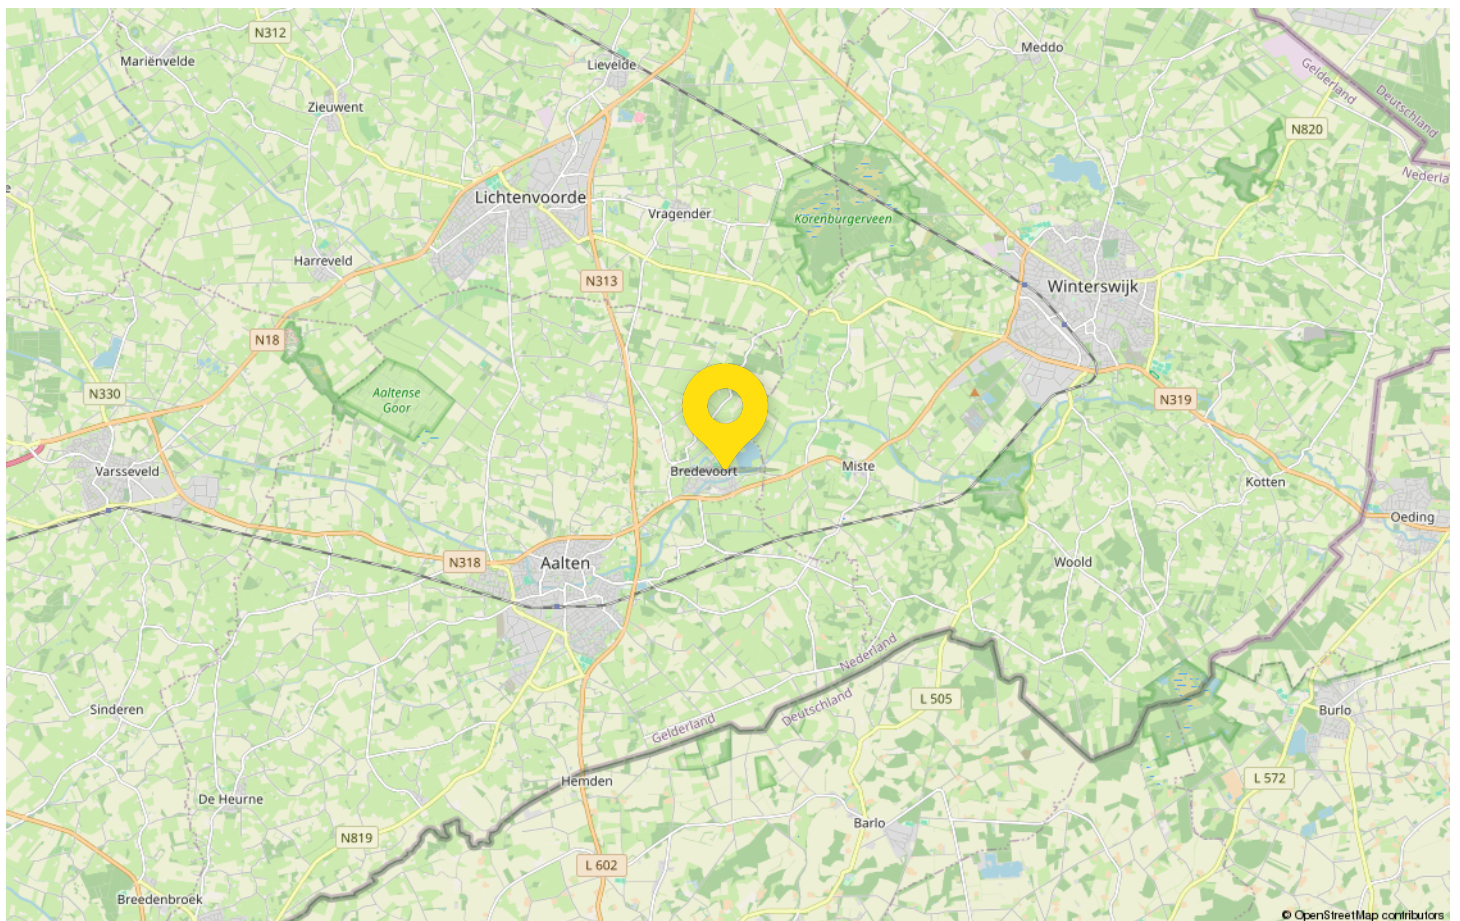 N312
Mariënvelde
Lievelde
Meddo
Gelderland
Deutschland
Zieuwent
N820
Nederla
e
Lichtenvoorde
Vragender
Korenburgerveen
Harreveld
N313
Winterswijk
N18
N330
Aaltense
Goor
N319
Varsseveld
Bredevoort
Miste
Kotten
Oeding
N318
Aalten
Woold
Nederland
Deutschland
Gelderland
L 505
Sinderen
Burlo
Hemden
L 572
De Heurne
Barlo
N819
L 602
Breedenbroek
© OpenStreetMap contributors